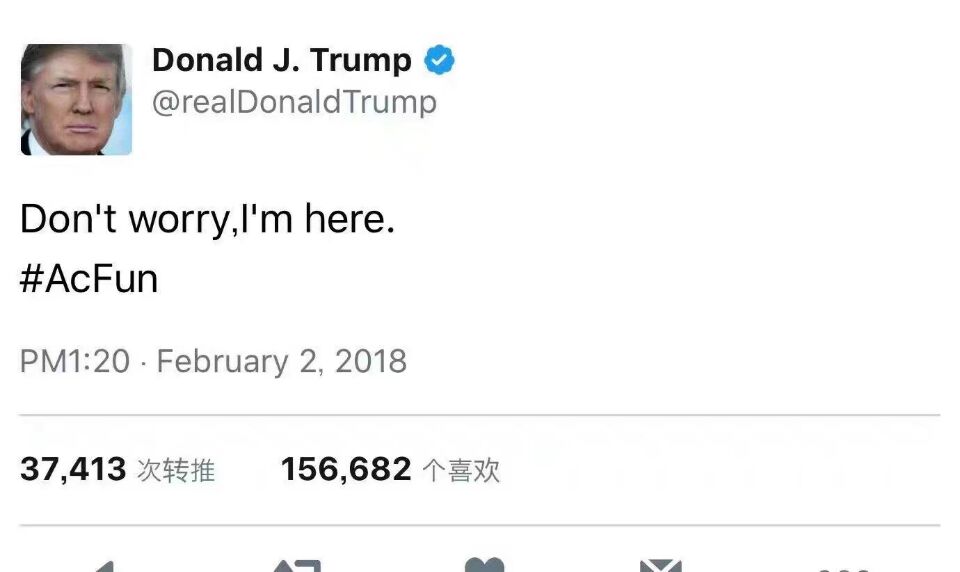 Donald J. Trump
@realDonaldTrump
Don't worry,I'm here.
#AcFun
PM1:20 · February 2, 2018
37,413 次转推 156,682 个喜欢